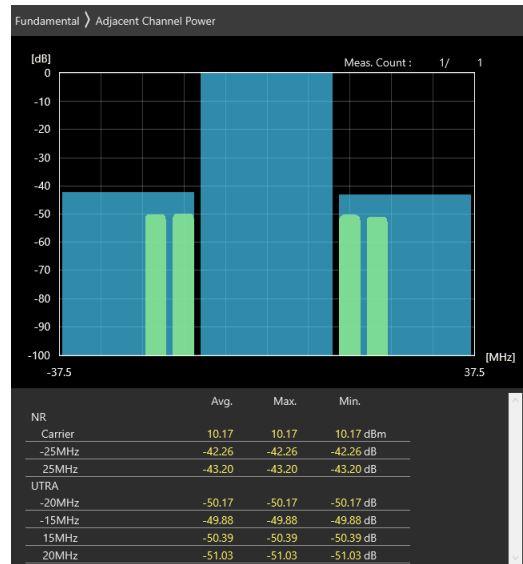 Fundamental ⟩ Adjacent Channel Power
[dB]
Meas. Count : 1/ 1
0
-10
-20
-30
-40
-50
-60
-70
-80
-90
-100
[MHz]
-37.5 37.5
Avg. Max. Min.
NR
Carrier 10.17 10.17 10.17 dBm
-25MHz -42.26 -42.26 -42.26 dB
25MHz -43.20 -43.20 -43.20 dB
UTRA
-20MHz -50.17 -50.17 -50.17 dB
-15MHz -49.88 -49.88 -49.88 dB
15MHz -50.39 -50.39 -50.39 dB
20MHz -51.03 -51.03 -51.03 dB